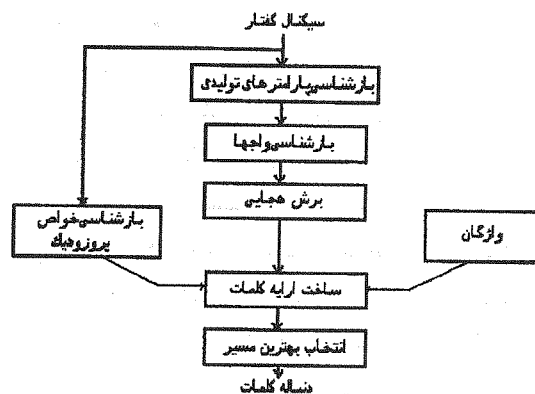 سیگنال گفتار
بازشناسی پارامترهای تولیدی
بازشناسی واجها
برش هجایی
بازشناسی خواص
پروزودیک
واژگان
ساخت ارایه کلمات
انتخاب بهترین مسیر
دنباله کلمات